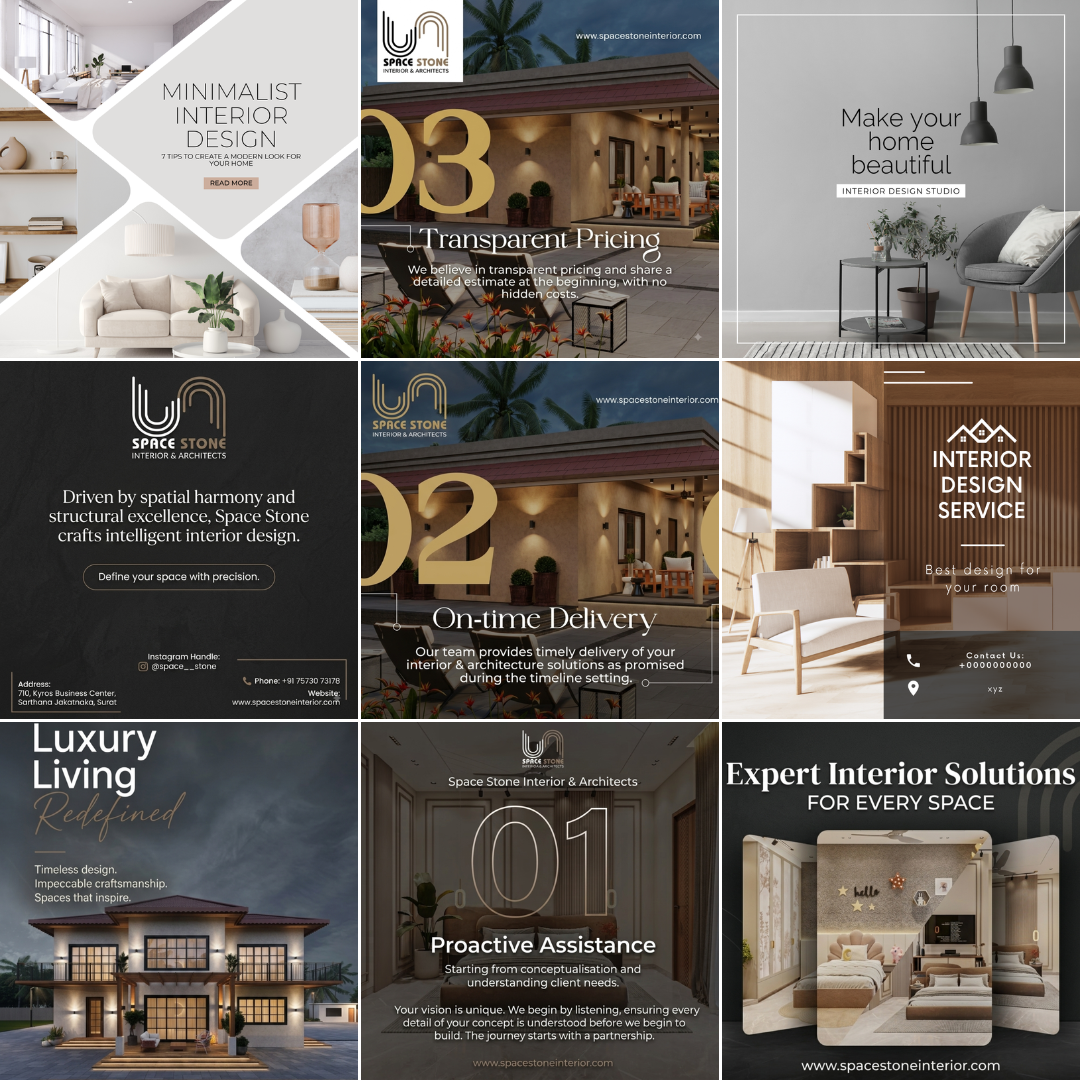 MINIMALIST
INTERIOR
DESIGN
7 TIPS TO CREATE A MODERN LOOK FOR
YOUR HOME
READ MORE
SPACE STONE
INTERIOR & ARCHITECTS
www.spacestoneinterior.com
03
Transparent Pricing
We believe in transparent pricing and share a
detailed estimate at the beginning, with no
hidden costs.
Make your
home
beautiful
INTERIOR DESIGN STUDIO
SPACE STONE
INTERIOR & ARCHITECTS
Driven by spatial harmony and
structural excellence, Space Stone
crafts intelligent interior design.
Define your space with precision.
Instagram Handle:
@space__stone
Address:
710, Kyros Business Center,
Sarthana Jakatnaka, Surat
Phone: +91 75730 73178
Website:
www.spacestoneinterior.com
SPACE STONE
INTERIOR & ARCHITECTS
www.spacestoneinterior.com
02
On-time Delivery
Our team provides timely delivery of your
interior & architecture solutions as promised
during the timeline setting.
INTERIOR
DESIGN
SERVICE
Best design for
your room
Contact Us:
+0000000000
xyz
Luxury
Living
Redefined
Timeless design.
Impeccable craftsmanship.
Spaces that inspire.
SPACE STONE
INTERIOR & ARCHITECTS
Space Stone Interior & Architects
01
Proactive Assistance
Starting from conceptualisation and
understanding client needs.
Your vision is unique. We begin by listening, ensuring every
detail of your concept is understood before we begin to
build. The journey starts with a partnership.
www.spacestoneinterior.com
Expert Interior Solutions
FOR EVERY SPACE
hello
www.spacestoneinterior.com